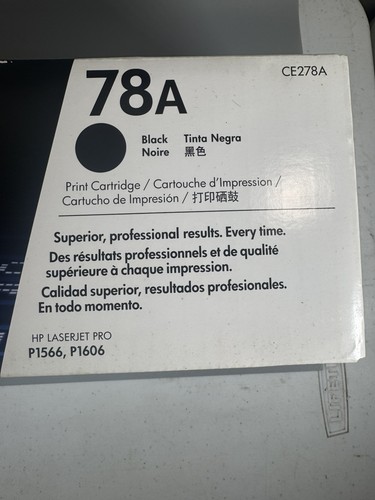 78A
CE278A
Black Tinta Negra
Noire 黑色
Print Cartridge / Cartouche d'Impression /
Cartucho de Impresión / 打印硒鼓
Superior, professional results. Every time.
Des résultats professionnels et de qualité
supérieure à chaque impression.
Calidad superior, resultados profesionales.
En todo momento.
HP LASERJET PRO
P1566, P1606